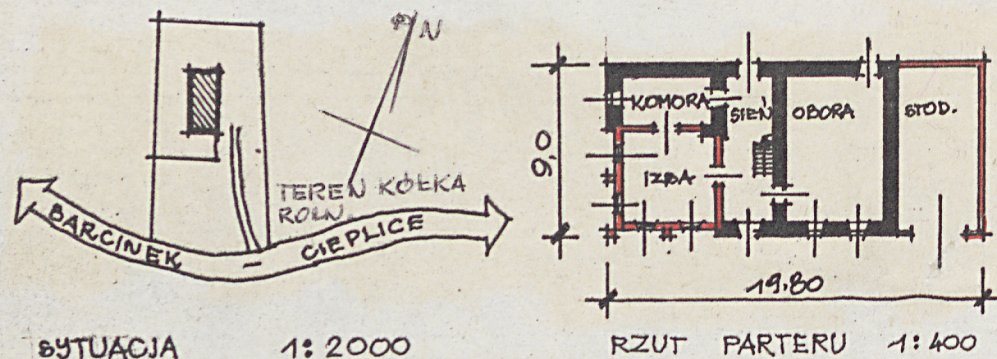 N
TEREN KÓŁKA
ROLN.
BARCINEK - CIEPLICE
SYTUACJA 1:2000
KOMORA SIEŃ OBORA STOD.
IZBA
9,0
19.80
RZUT PARTERU 1:400